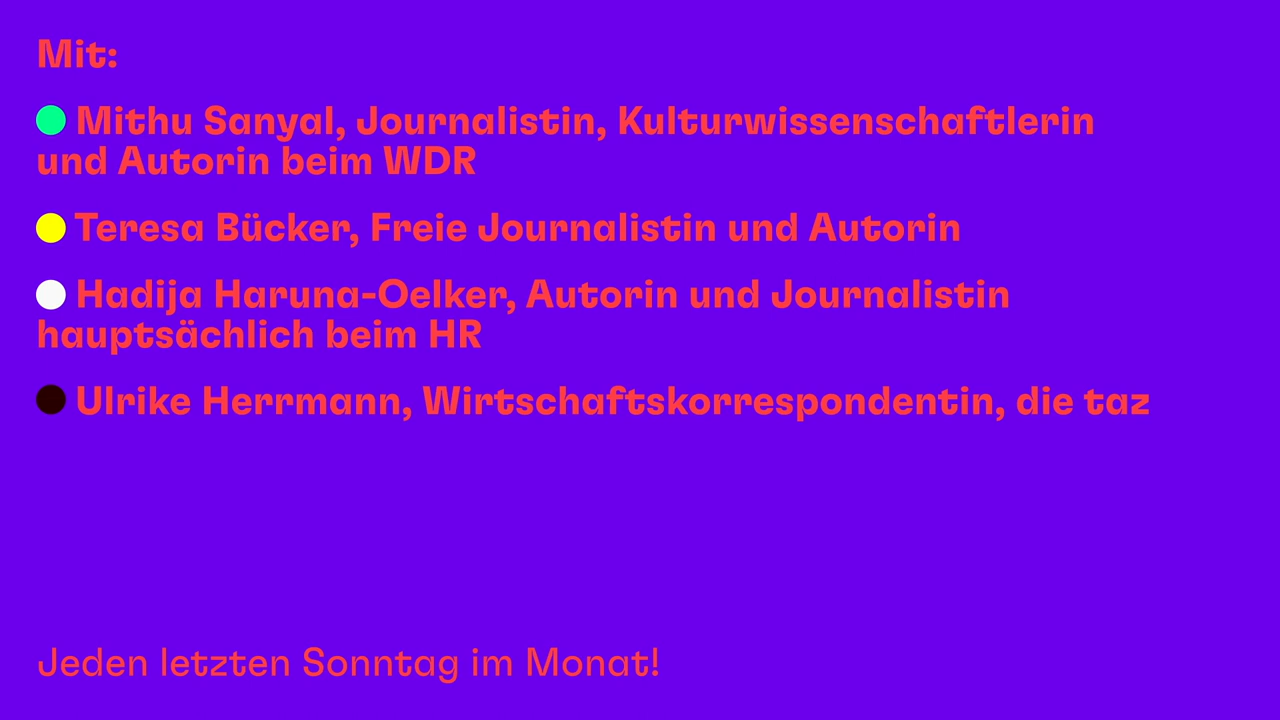 Mit:
Mithu Sanyal, Journalistin, Kulturwissenschaftlerin
und Autorin beim WDR
Teresa Bücker, Freie Journalistin und Autorin
Hadija Haruna-Oelker, Autorin und Journalistin
hauptsächlich beim HR
Ulrike Herrmann, Wirtschaftskorrespondentin, die taz
Jeden letzten Sonntag im Monat!